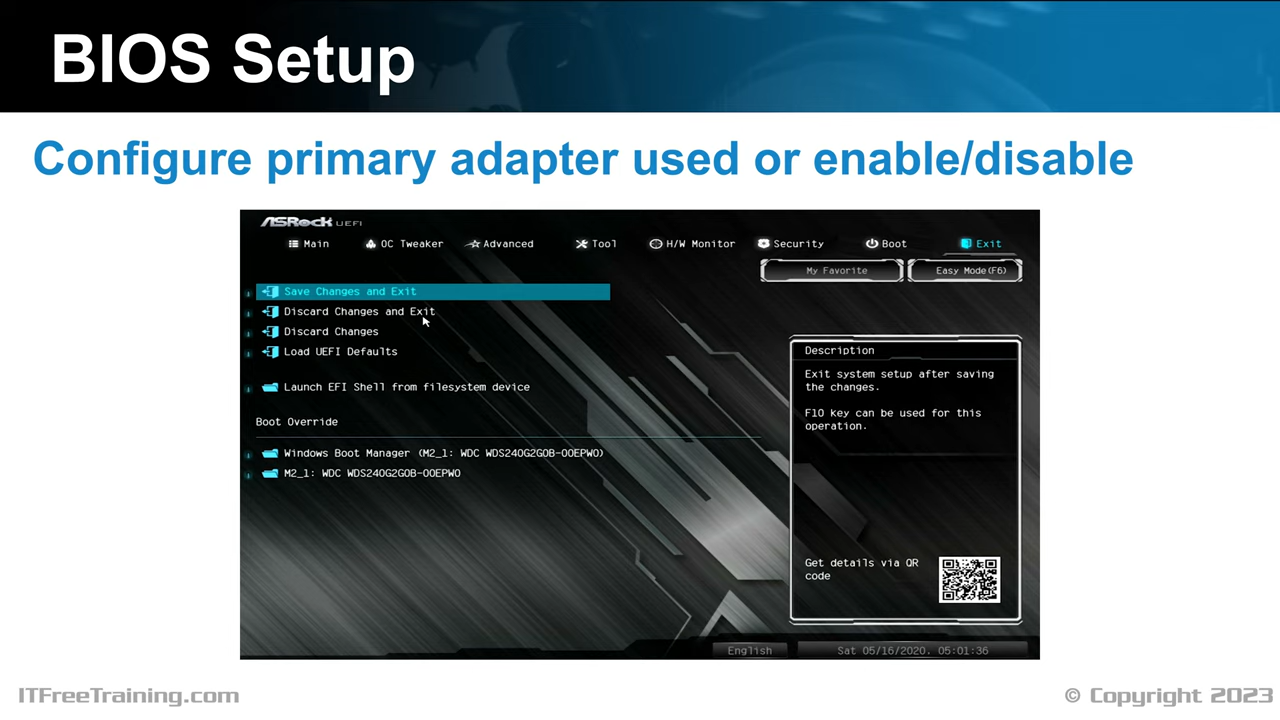 BIOS Setup
Configure primary adapter used or enable/disable
ASRock UEFI
Main OC Tweaker Advanced Tool H/W Monitor Security Boot Exit
My Favorite Easy Mode(F6)
Save Changes and Exit
Discard Changes and Exit
Discard Changes
Load UEFI Defaults
Launch EFI Shell from filesystem device
Boot Override
Windows Boot Manager (M2_1: WDC WDS240G2G0B-00EPW0)
M2_1: WDC WDS240G2G0B-00EPW0
Description
Exit system setup after saving
the changes.
F10 key can be used for this
operation.
Get details via QR
code
English Sat 05/16/2020. 05:01:36
ITFreeTraining.com © Copyright 2023